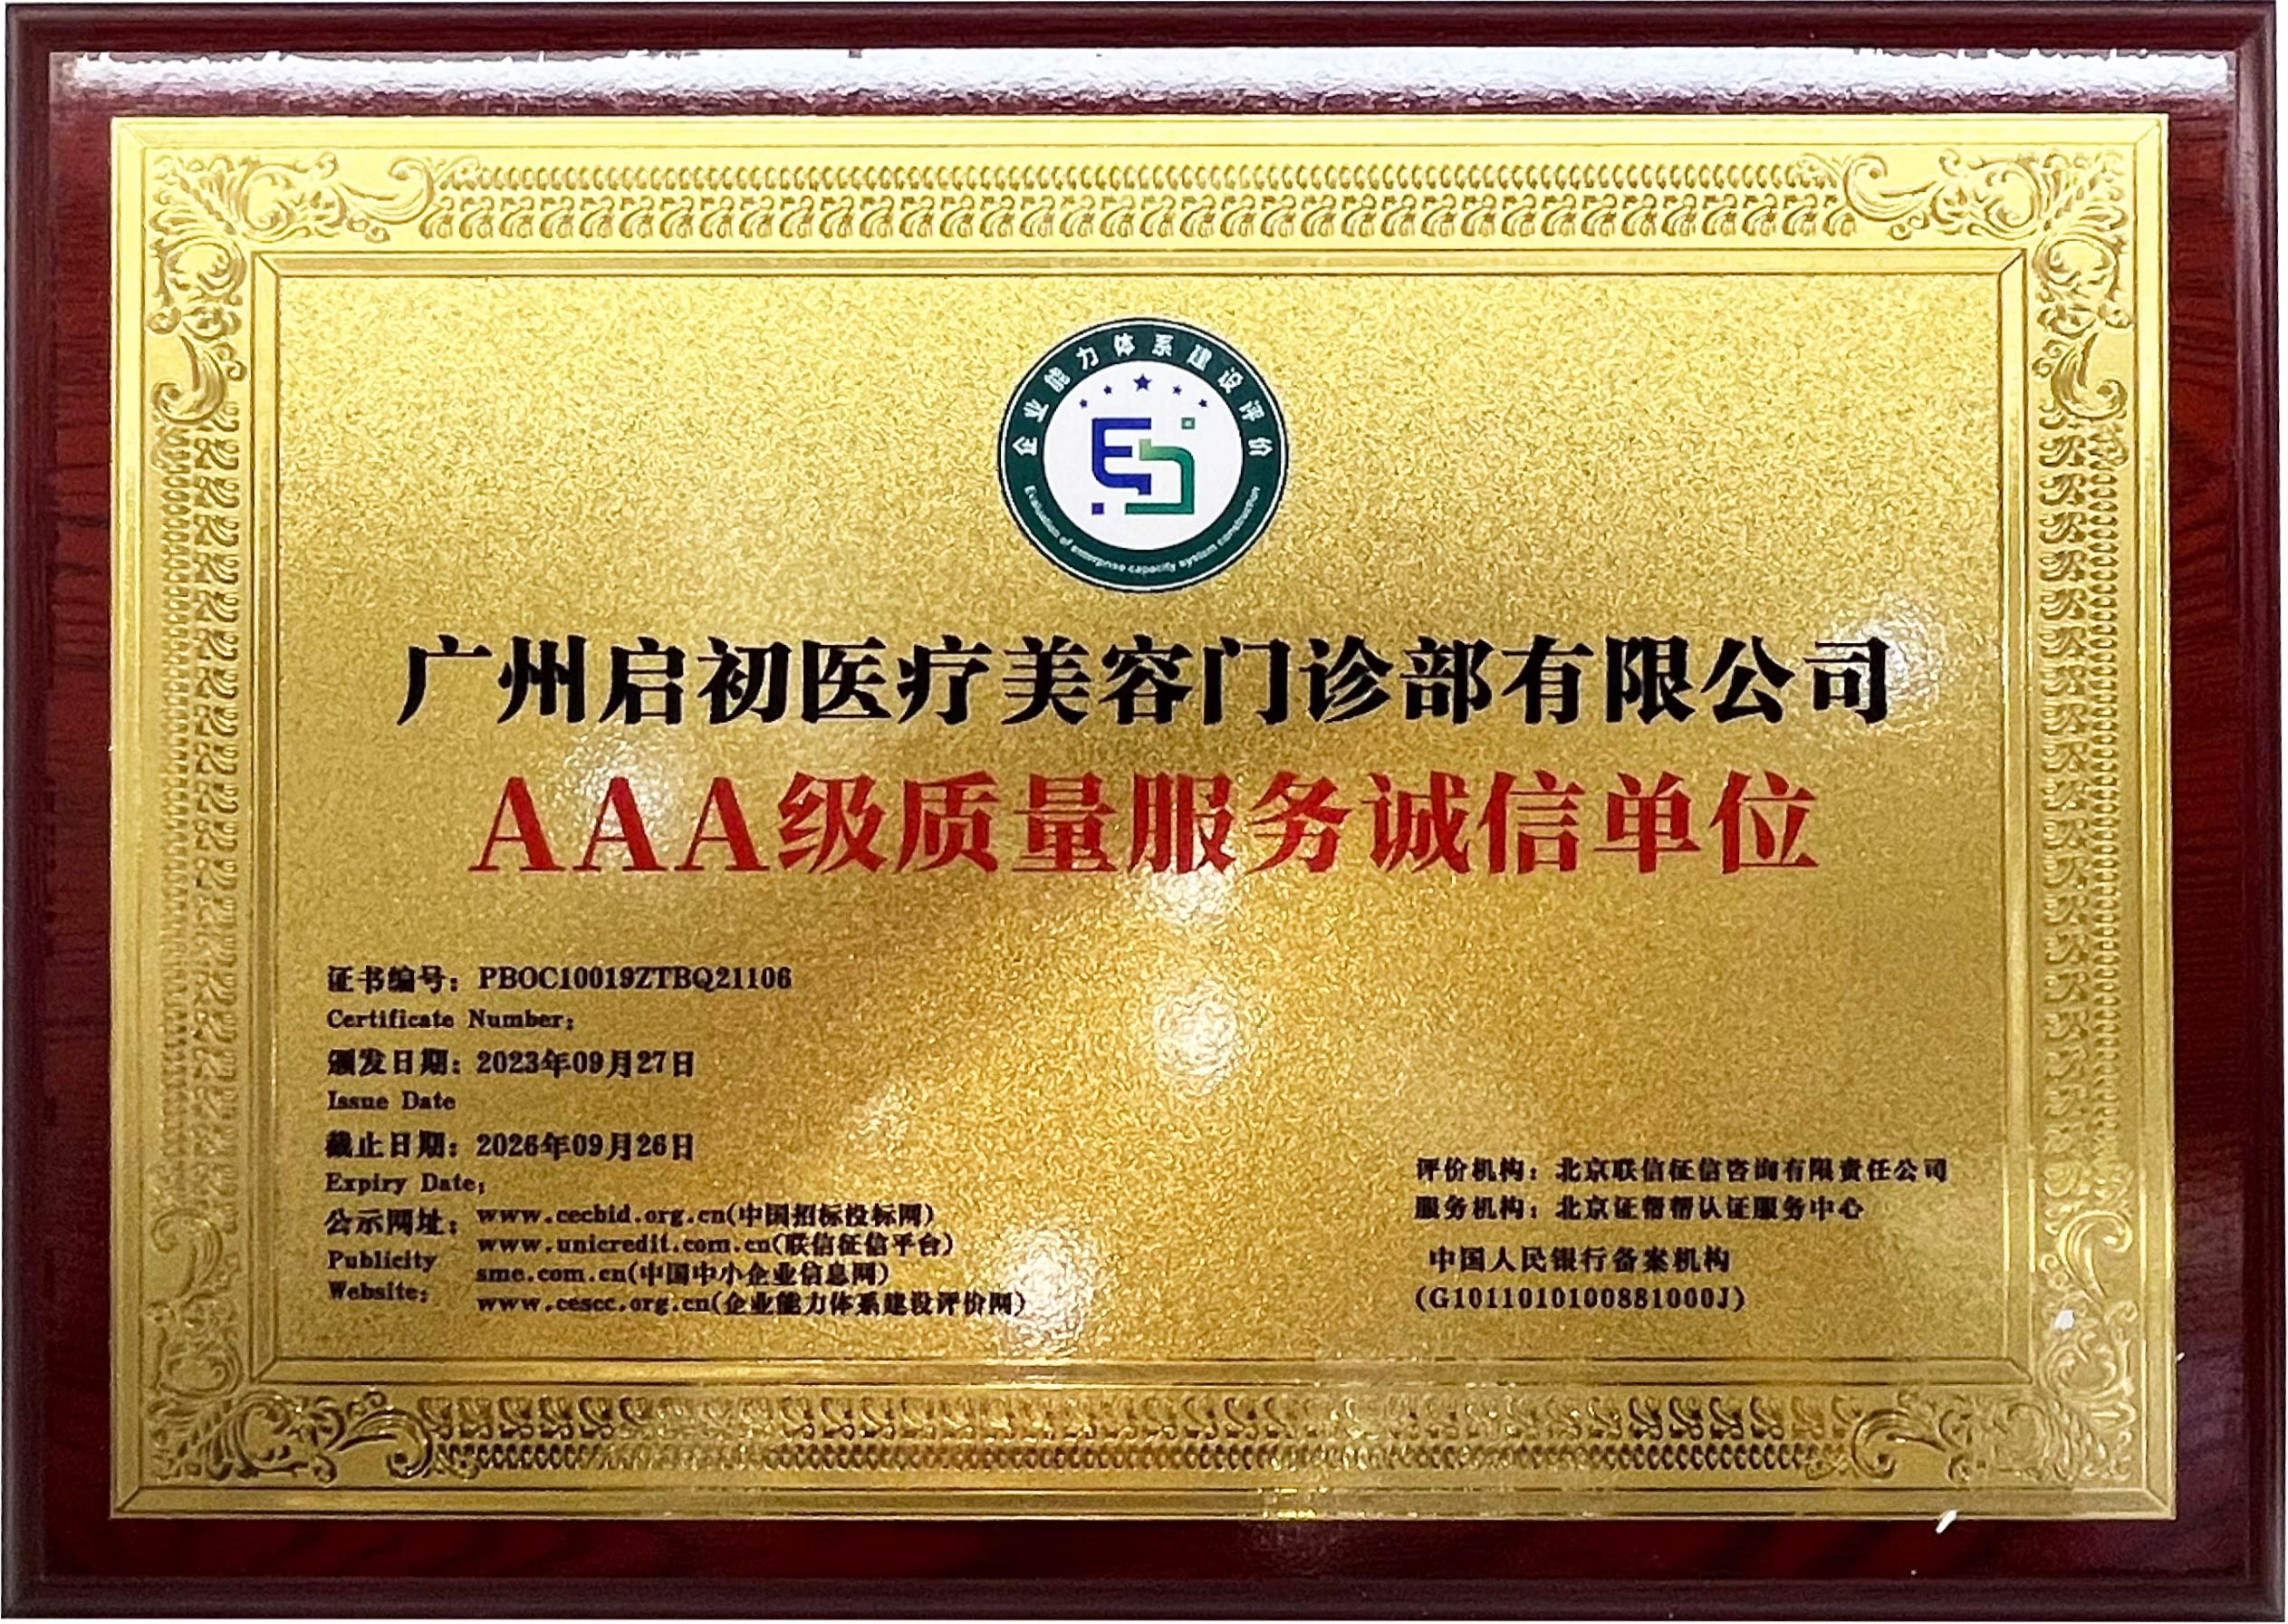 企业能力体系建设评价
Evaluation of enterprise capacity system construction
广州启初医疗美容门诊部有限公司
AAA级质量服务诚信单位
证书编号：PBOC10019ZTBQ21106
Certificate Number：
颁发日期：2023年09月27日
Issue Date
截止日期：2026年09月26日
Expiry Date：
公示网址：www.cecbid.org.cn(中国招标投标网)
www.unicredit.com.cn(联信征信平台)
Publicity
sme.com.cn(中国中小企业信息网)
Website：
www.cescc.org.cn(企业能力体系建设评价网)
评价机构：北京联信征信咨询有限责任公司
服务机构：北京证帮帮认证服务中心
中国人民银行备案机构
(G1011010100881000J)